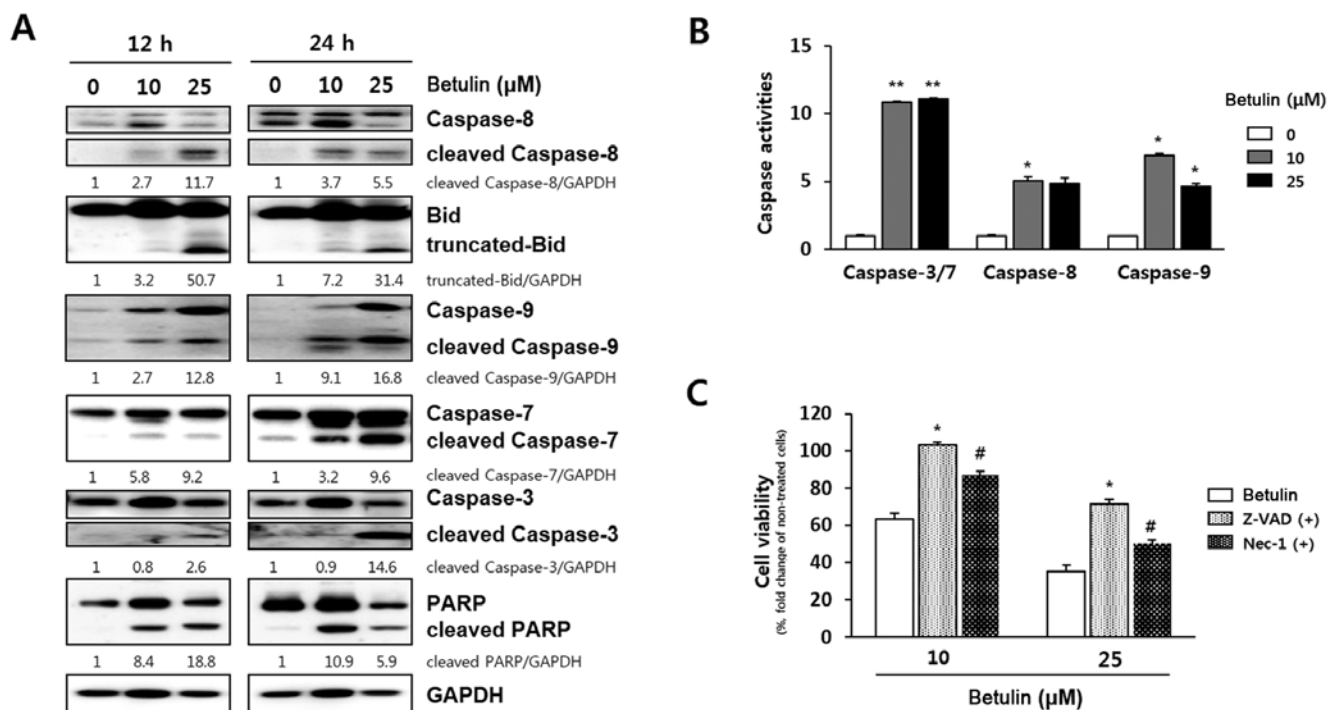 A
12 h
24 h
0 10 25 0 10 25 Betulin (μM)
Caspase-8
cleaved Caspase-8
1 2.7 11.7 1 3.7 5.5 cleaved Caspase-8/GAPDH
Bid
truncated-Bid
1 3.2 50.7 1 7.2 31.4 truncated-Bid/GAPDH
Caspase-9
cleaved Caspase-9
1 2.7 12.8 1 9.1 16.8 cleaved Caspase-9/GAPDH
Caspase-7
cleaved Caspase-7
1 5.8 9.2 1 3.2 9.6 cleaved Caspase-7/GAPDH
Caspase-3
cleaved Caspase-3
1 0.8 2.6 1 0.9 14.6 cleaved Caspase-3/GAPDH
PARP
cleaved PARP
1 8.4 18.8 1 10.9 5.9 cleaved PARP/GAPDH
GAPDH
B
Caspase activities
15
10
5
0
** **
*
* *
Caspase-3/7 Caspase-8 Caspase-9
Betulin (μM)
0
10
25
C
Cell viability
(%, fold change of non-treated cells)
120
100
80
60
40
20
0
* #
* #
10 25
Betulin (μM)
Betulin
Z-VAD (+)
Nec-1 (+)